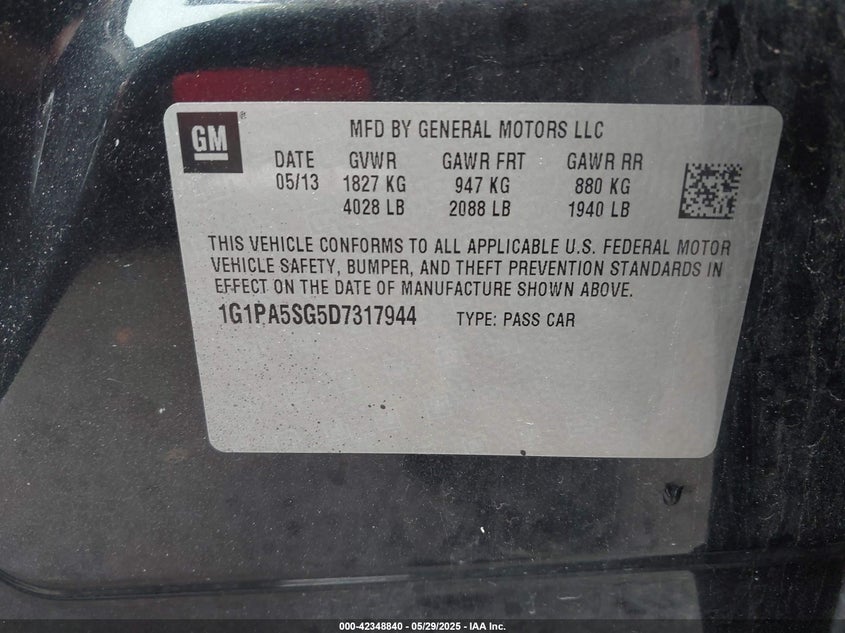 GM
®
MFD BY GENERAL MOTORS LLC
DATE GVWR GAWR FRT GAWR RR
05/13 1827 KG 947 KG 880 KG
4028 LB 2088 LB 1940 LB
THIS VEHICLE CONFORMS TO ALL APPLICABLE U.S. FEDERAL MOTOR
VEHICLE SAFETY, BUMPER, AND THEFT PREVENTION STANDARDS IN
EFFECT ON THE DATE OF MANUFACTURE SHOWN ABOVE.
1G1PA5SG5D7317944 TYPE: PASS CAR
000-42348840 - 05/29/2025 - IAA Inc.